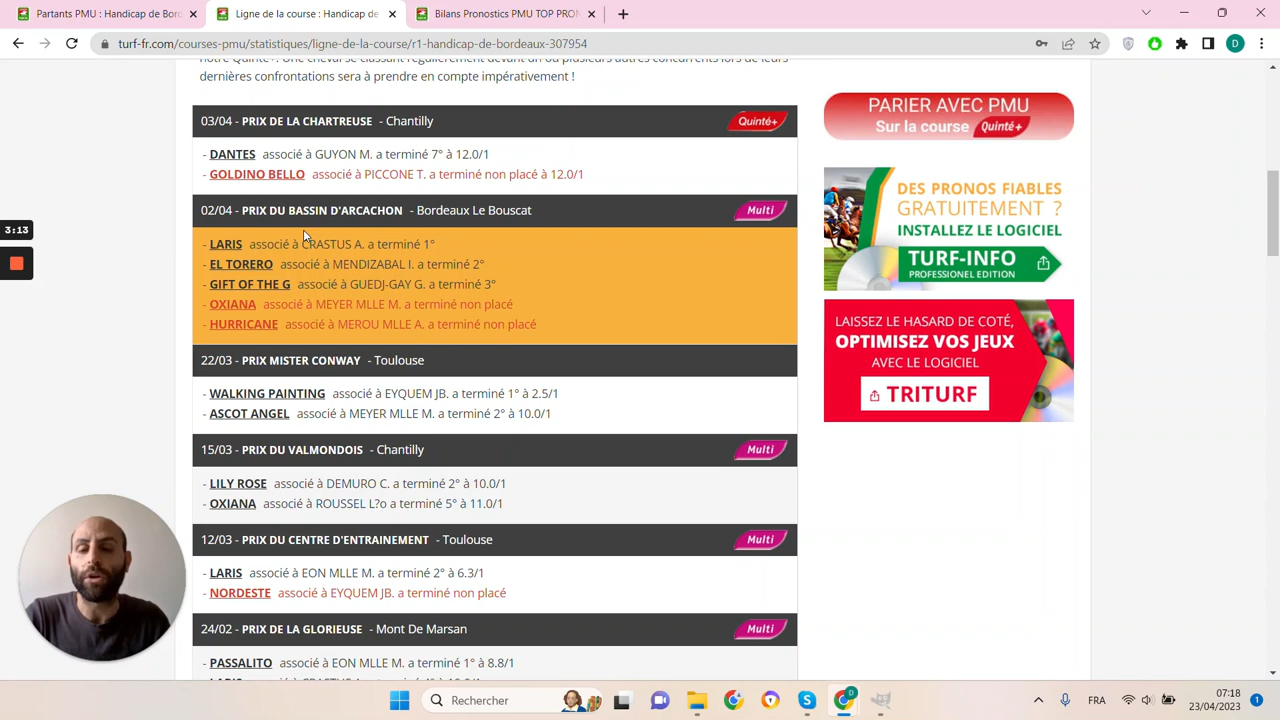 Partants PMU : Handicap de Bord
Ligne de la Course : Handicap de
Bilans Pronostics PMU TOP PRON
turf-fr.com/courses-pmu/statistiques/ligne-de-la-course/r1-handicap-de-bordeaux-307954
D
dernières confrontations sera à prendre en compte impérativement !
03/04 - PRIX DE LA CHARTREUSE - Chantilly
Quinté+
- DANTES associé à GUYON M. a terminé 7° à 12.0/1
- GOLDINO BELLO associé à PICCONE T. a terminé non placé à 12.0/1
02/04 - PRIX DU BASSIN D'ARCACHON - Bordeaux Le Bouscat
Multi
- LARIS associé à CRASTUS A. a terminé 1°
- EL TORERO associé à MENDIZABAL I. a terminé 2°
- GIFT OF THE G associé à GUEDJ-GAY G. a terminé 3°
- OXIANA associé à MEYER MLLE M. a terminé non placé
- HURRICANE associé à MEROU MLLE A. a terminé non placé
22/03 - PRIX MISTER CONWAY - Toulouse
- WALKING PAINTING associé à EYQUEM JB. a terminé 1° à 2.5/1
- ASCOT ANGEL associé à MEYER MLLE M. a terminé 2° à 10.0/1
15/03 - PRIX DU VALMONDOIS - Chantilly
Multi
- LILY ROSE associé à DEMURO C. a terminé 2° à 10.0/1
- OXIANA associé à ROUSSEL L?o a terminé 5° à 11.0/1
12/03 - PRIX DU CENTRE D'ENTRAINEMENT - Toulouse
Multi
- LARIS associé à EON MLLE M. a terminé 2° à 6.3/1
- NORDESTE associé à EYQUEM JB. a terminé non placé
24/02 - PRIX DE LA GLORIEUSE - Mont De Marsan
Multi
- PASSALITO associé à EON MLLE M. a terminé 1° à 8.8/1
PARIER AVEC PMU
Sur la course Quinté+
DES PRONOS FIABLES
GRATUITEMENT ?
INSTALLEZ LE LOGICIEL
TURF-INFO
PROFESSIONEL EDITION
LAISSEZ LE HASARD DE COTÉ,
OPTIMISEZ VOS JEUX
AVEC LE LOGICIEL
TRITURF
3:13
Rechercher
D
FRA
07:18
23/04/2023
1